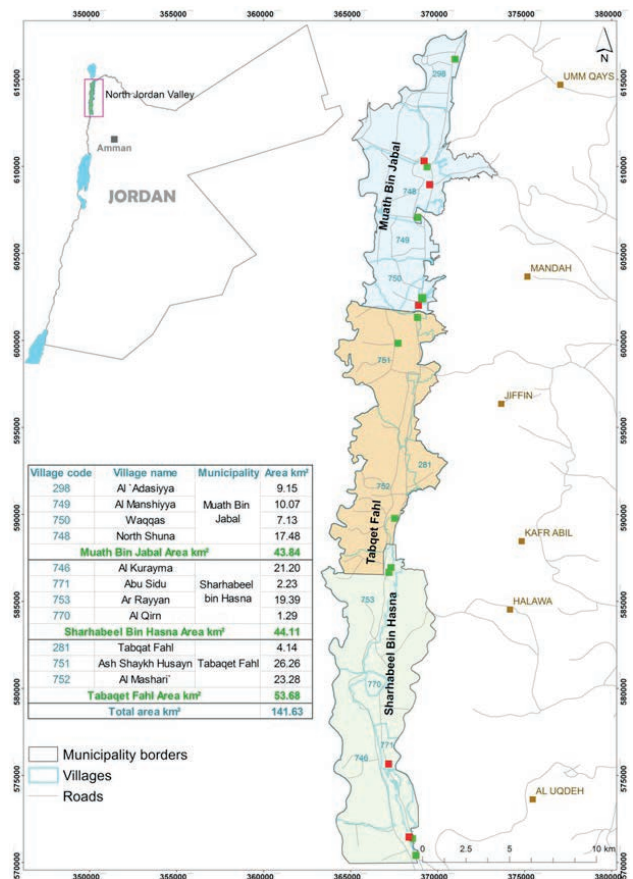 350000 355000 360000 365000 370000 375000 380000
615000
610000
605000
600000
595000
590000
585000
580000
575000
570000
North Jordan Valley
Amman
JORDAN
N
298
748
749
750
Muath Bin Jabal
751
281
752
Tabqet Fahl
753
770
771
746
Sharhabeel Bin Hasna
UMM QAYS
MANDAH
JIFFIN
KAFR ABIL
HALAWA
AL UQDEH
Village code Village name Municipality Area km²
298 Al `Adasiyya 9.15
749 Al Manshiyya Muath Bin Jabal 10.07
750 Waqqas 7.13
748 North Shuna 17.48
Muath Bin Jabal Area km² 43.84
746 Al Kurayma 21.20
771 Abu Sidu Sharhabeel bin Hasna 2.23
753 Ar Rayyan 19.39
770 Al Qirn 1.29
Sharhabeel Bin Hasna Area km² 44.11
281 Tabqat Fahl 4.14
751 Ash Shaykh Husayn Tabaqet Fahl 26.26
752 Al Mashari` 23.28
Tabaqet Fahl Area km² 53.68
Total area km² 141.63
Municipality borders
Villages
Roads
0 2.5 5 10 km
350000 355000 360000 365000 370000 375000 380000